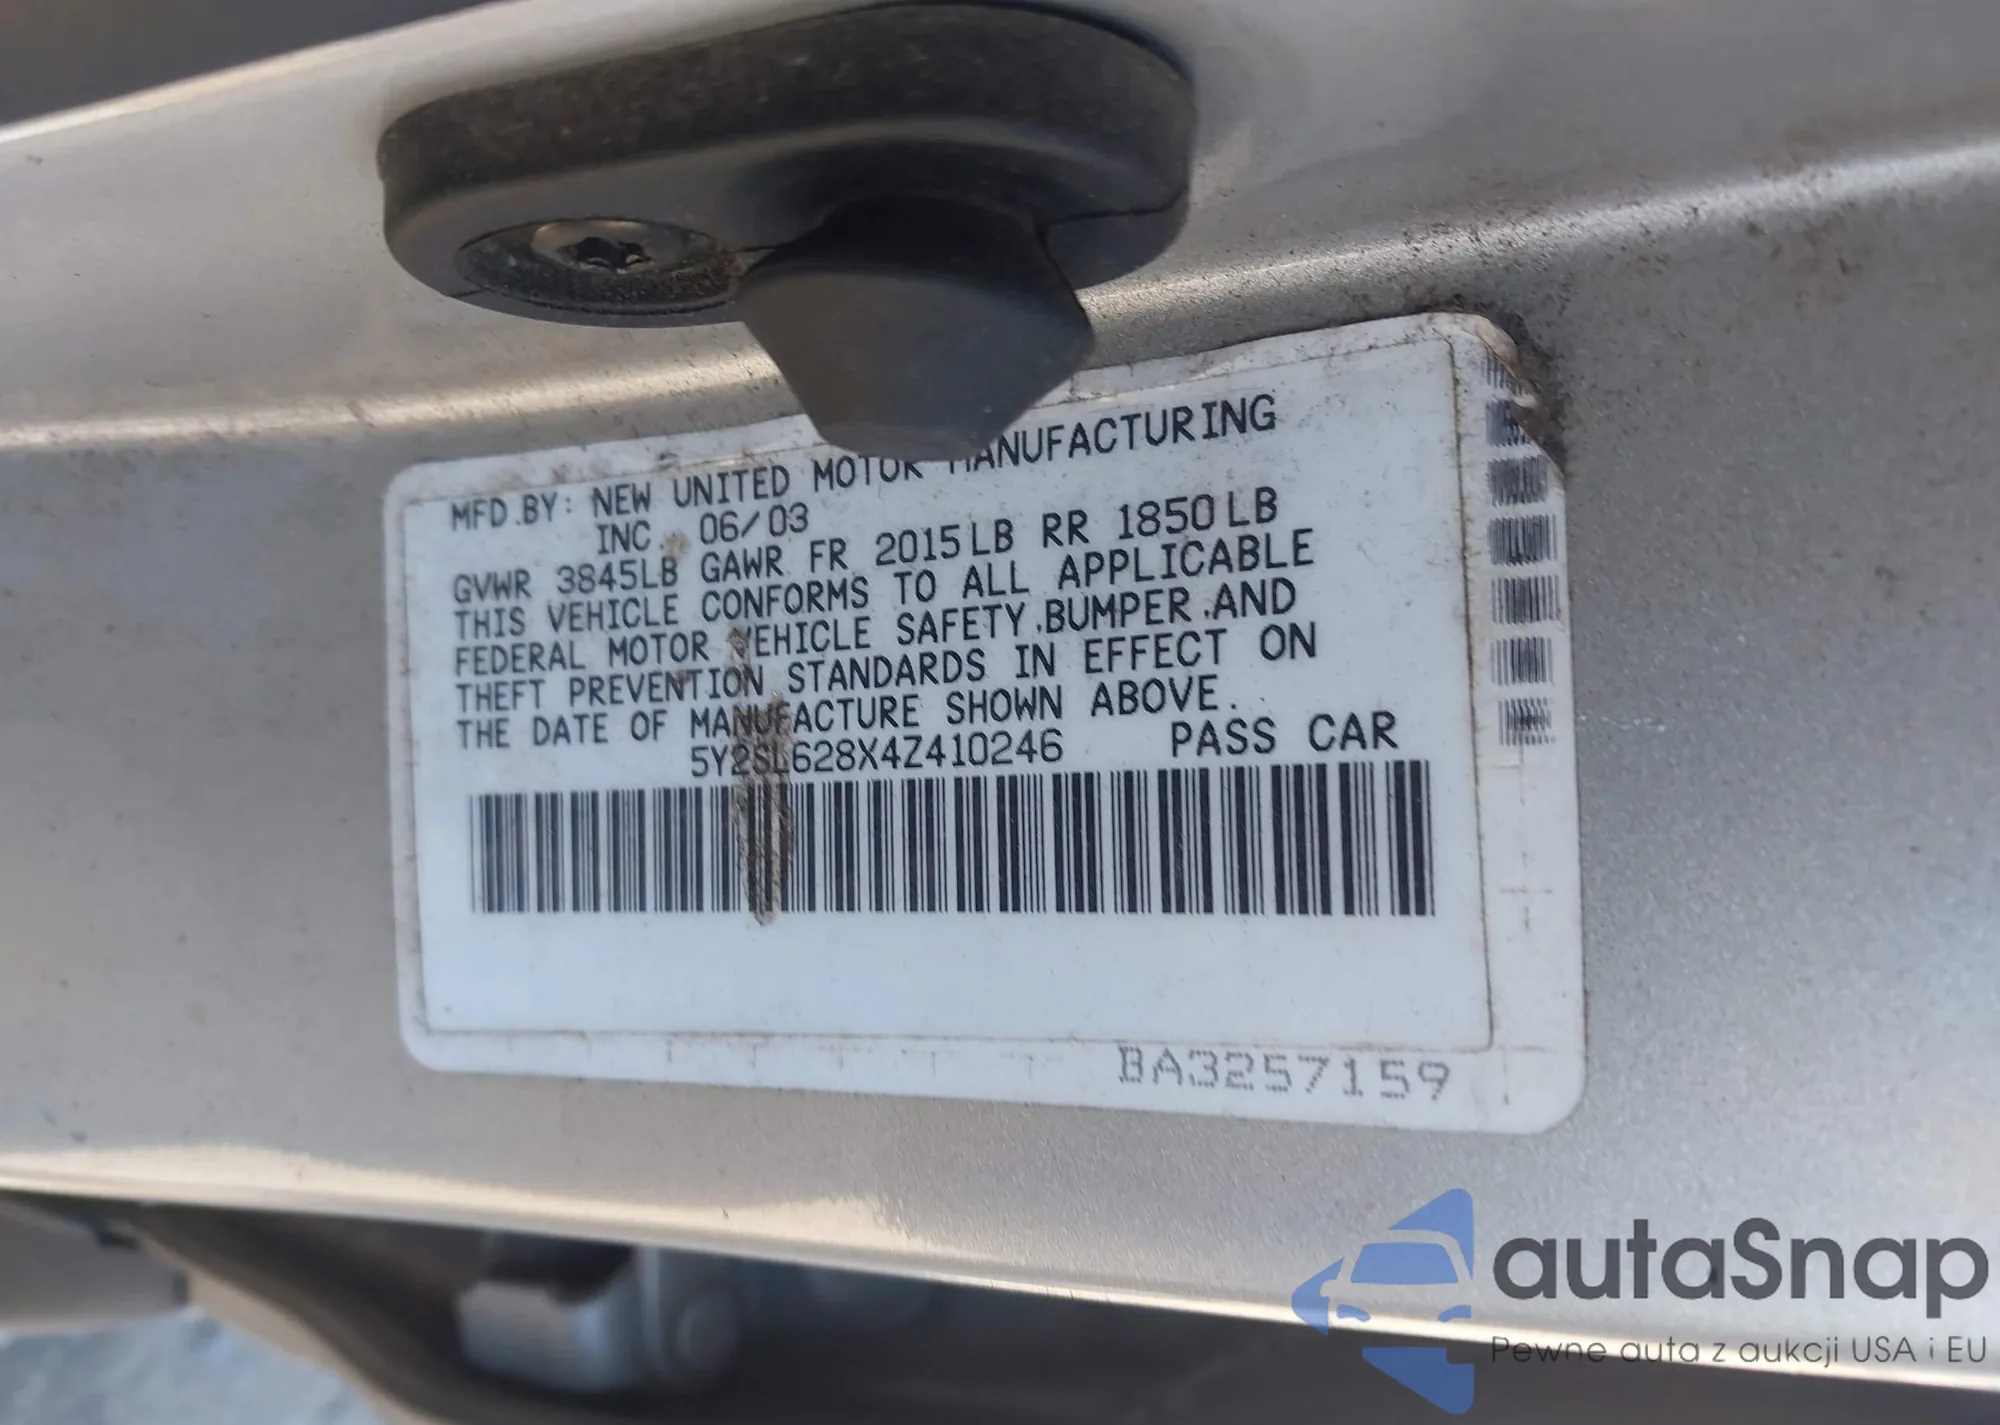 MFD.BY: NEW UNITED MOTOR MANUFACTURING
INC. 06/03
GVWR 3845LB GAWR FR 2015LB RR 1850LB
THIS VEHICLE CONFORMS TO ALL APPLICABLE
FEDERAL MOTOR VEHICLE SAFETY,BUMPER,AND
THEFT PREVENTION STANDARDS IN EFFECT ON
THE DATE OF MANUFACTURE SHOWN ABOVE.
5Y2SL628X4Z410246 PASS CAR
BA3257159
autaSnap
Pewne auta z aukcji USA i EU